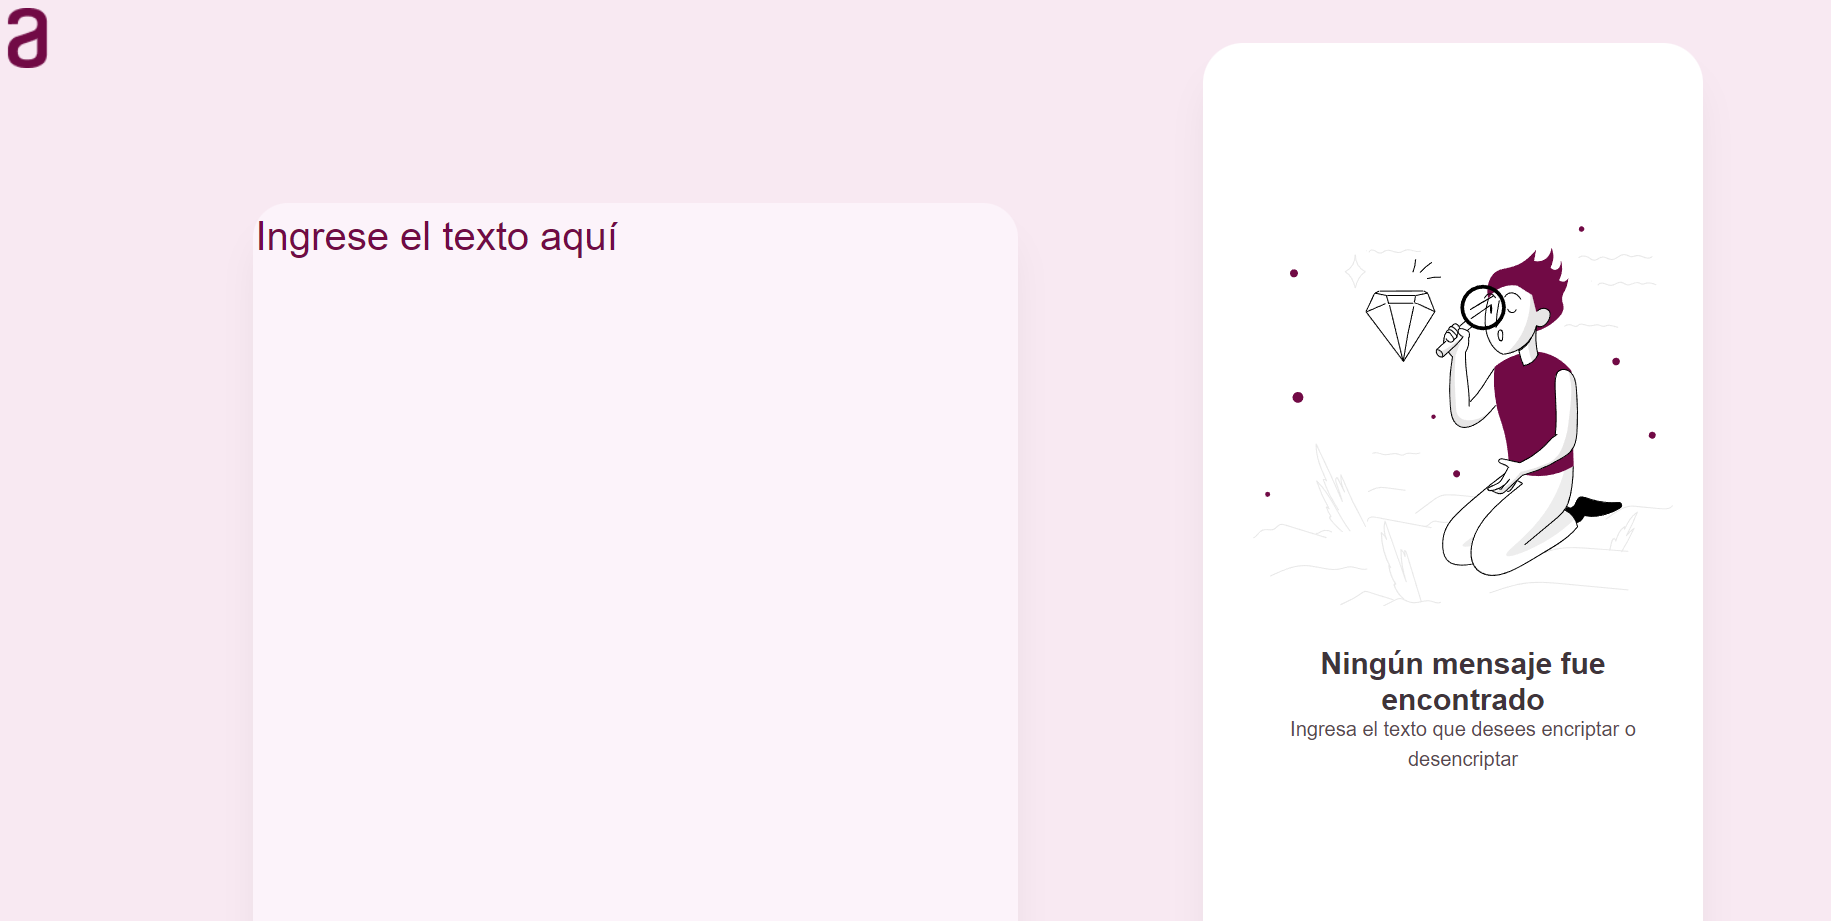 a
Ingrese el texto aquí
Ningún mensaje fue
encontrado
Ingresa el texto que desees encriptar o
desencriptar